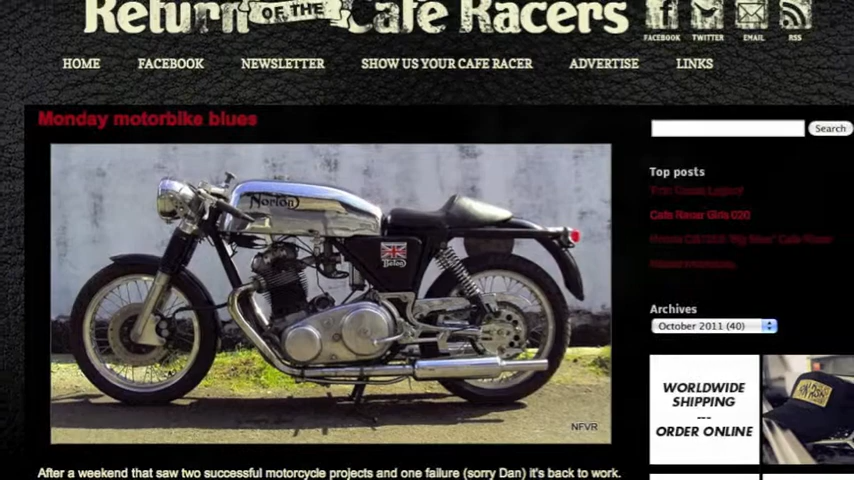 Return OF THE Cafe Racers
FACEBOOK TWITTER EMAIL RSS
HOME FACEBOOK NEWSLETTER SHOW US YOUR CAFE RACER ADVERTISE LINKS
Monday motorbike blues
Search
Norton
NFVR
After a weekend that saw two successful motorcycle projects and one failure (sorry Dan) it's back to work.
Top posts
Cafe Racer Girls 020
Archives
October 2011 (40)
WORLDWIDE
SHIPPING
---
ORDER ONLINE